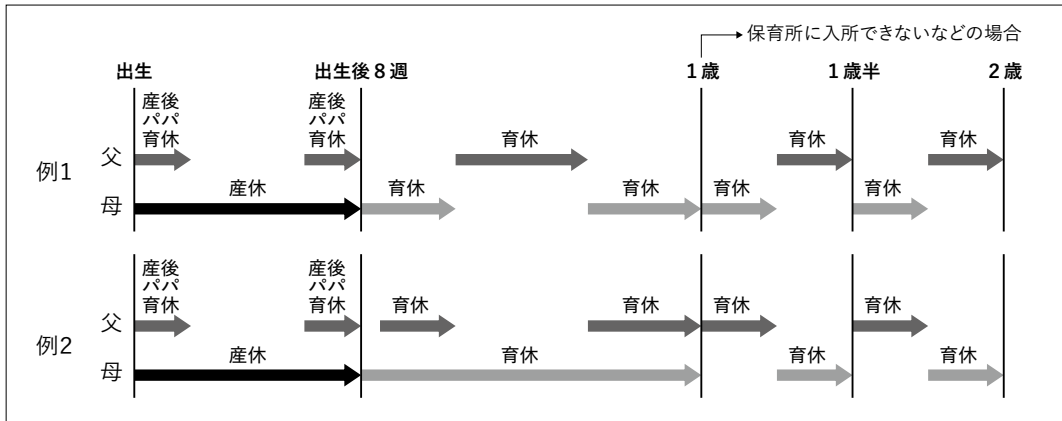 保育所に入所できないなどの場合
出生 出生後8週 1歳 1歳半 2歳
例1
産後
パパ
育休
産後
パパ
育休
父 育休 育休 育休
母 産休 育休 育休 育休 育休
例2
産後
パパ
育休
産後
パパ
育休
父 育休 育休 育休 育休
母 産休 育休 育休 育休